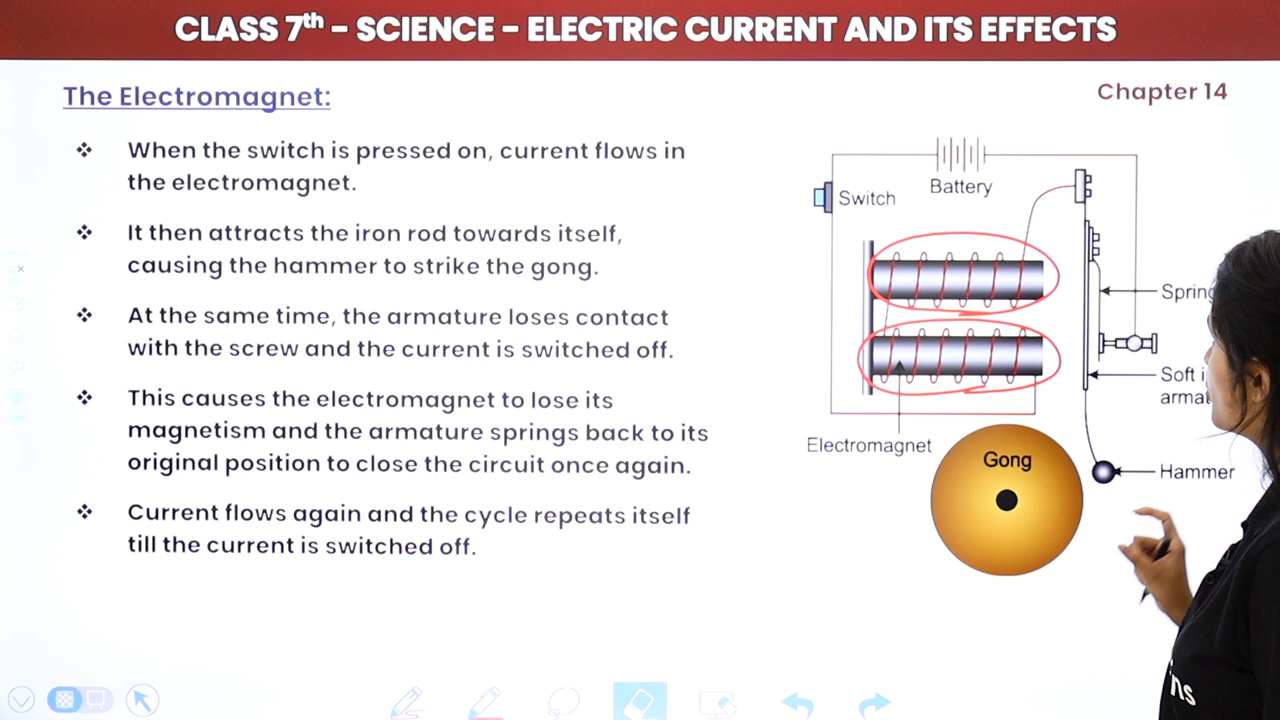 CLASS 7th – SCIENCE – ELECTRIC CURRENT AND ITS EFFECTS
The Electromagnet:
Chapter 14
❖ When the switch is pressed on, current flows in
the electromagnet.
❖ It then attracts the iron rod towards itself,
causing the hammer to strike the gong.
❖ At the same time, the armature loses contact
with the screw and the current is switched off.
❖ This causes the electromagnet to lose its
magnetism and the armature springs back to its
original position to close the circuit once again.
❖ Current flows again and the cycle repeats itself
till the current is switched off.
Battery
Switch
Spring
Soft
Electromagnet
Gong
Hammer